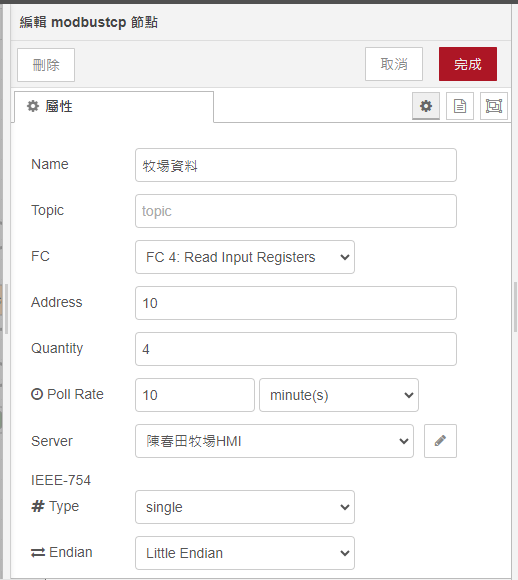 編輯 modbustcp 節點
刪除
取消
完成
屬性
Name
牧場資料
Topic
topic
FC
FC 4: Read Input Registers
Address
10
Quantity
4
Poll Rate
10
minute(s)
Server
陳春田牧場HMI
IEEE-754
Type
single
Endian
Little Endian